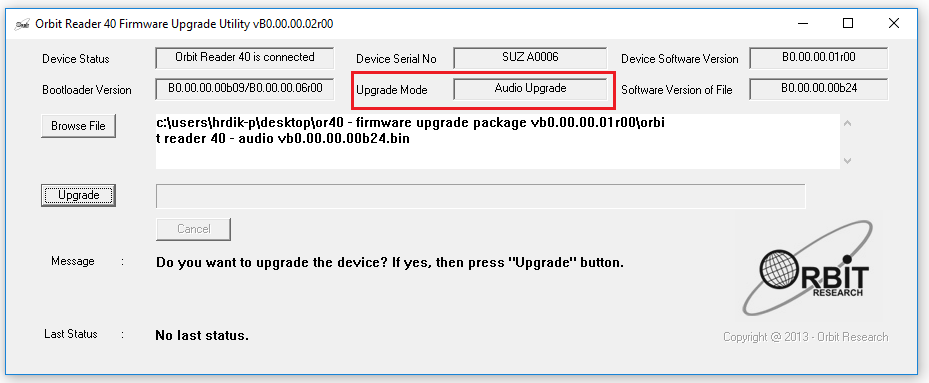 Orbit Reader 40 Firmware Upgrade Utility vB0.00.00.02r00
Device Status Orbit Reader 40 is connected Device Serial No SUZ A0006 Device Software Version B0.00.00.01r00
Bootloader Version B0.00.00.00b09/B0.00.00.06r00 Upgrade Mode Audio Upgrade Software Version of File B0.00.00.00b24
Browse File c:\users\hrdik-p\desktop\or40 - firmware upgrade package vb0.00.00.01r00\orbi
t reader 40 - audio vb0.00.00.00b24.bin
Upgrade
Cancel
Message : Do you want to upgrade the device? If yes, then press "Upgrade" button.
ORBIT
RESEARCH
Last Status : No last status.
Copyright @ 2013 - Orbit Research